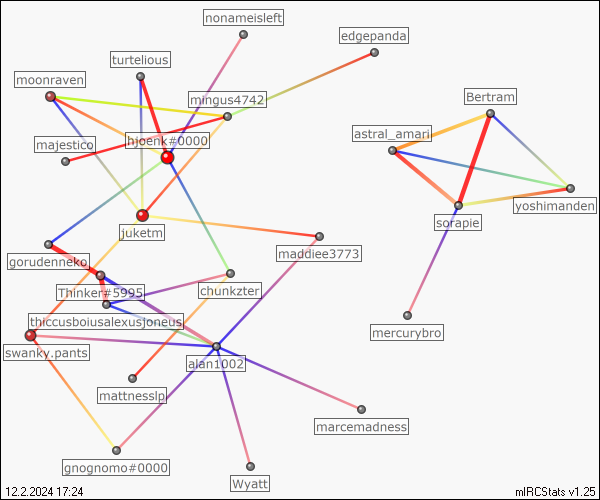 nonameisleft
edgepanda
turtelious
moonraven
mingus4742
Bertram
astral_amari
hjoenk#0000
majestico
yoshimanden
sorapie
juketm
maddiee3773
gorudenneko
chunkzter
Thinker#5995
thiccusboiusalexusjoneus
mercurybro
swanky.pants
alan1002
mattnesslp
marcemadness
gnognomo#0000
Wyatt
12.2.2024 17:24
mIRCStats v1.25